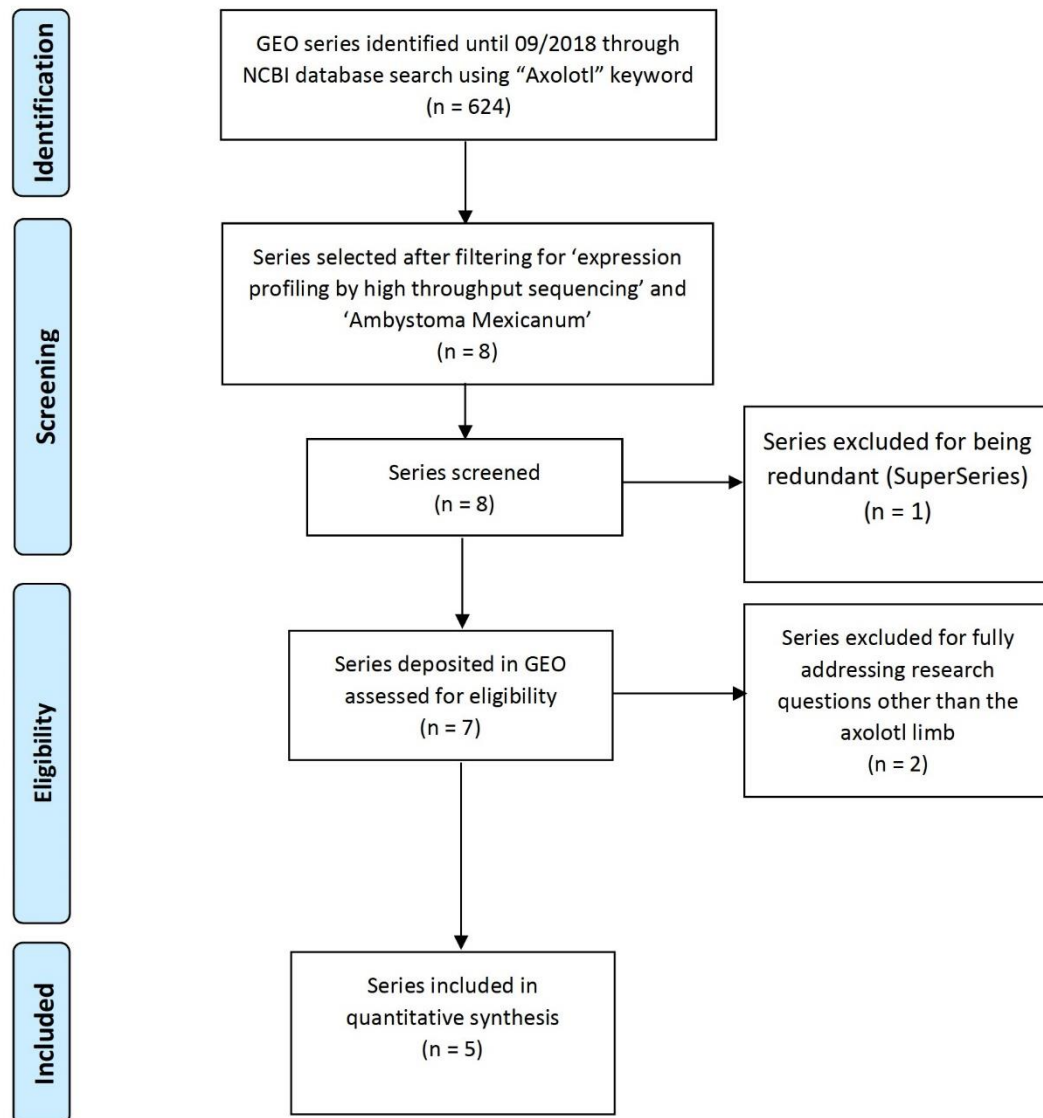 Identification
GEO series identified until 09/2018 through
NCBI database search using “Axolotl” keyword
(n = 624)
Screening
Series selected after filtering for ‘expression
profiling by high throughput sequencing’ and
‘Ambystoma Mexicanum’
(n = 8)
Series screened
(n = 8)
Series excluded for being
redundant (SuperSeries)
(n = 1)
Eligibility
Series deposited in GEO
assessed for eligibility
(n = 7)
Series excluded for fully
addressing research
questions other than the
axolotl limb
(n = 2)
Included
Series included in
quantitative synthesis
(n = 5)